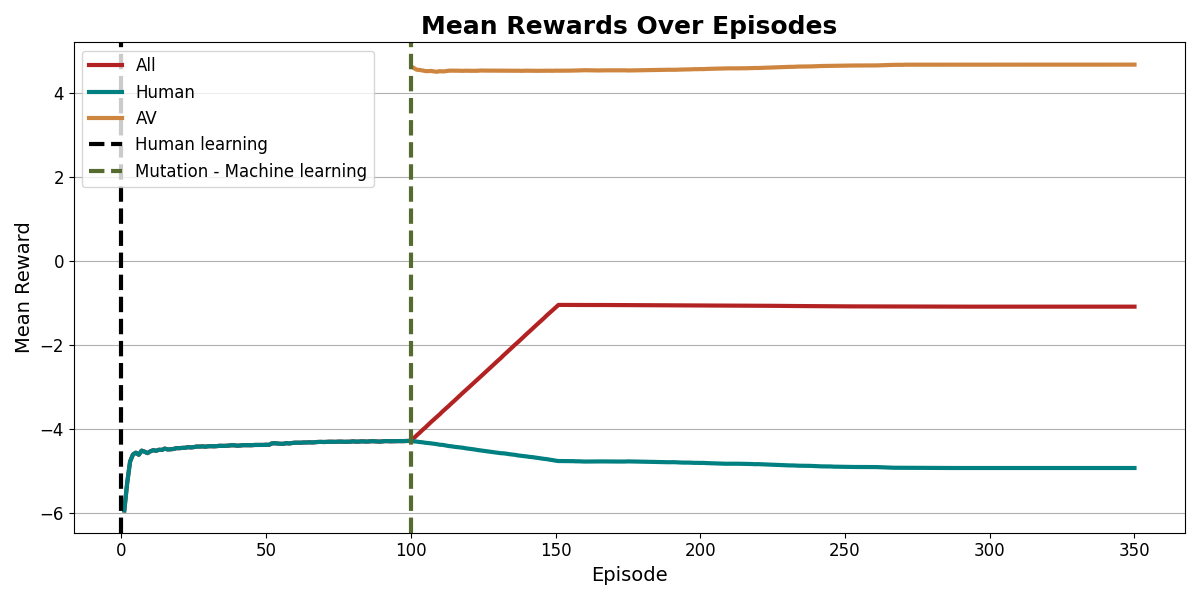 Mean Rewards Over Episodes
All
Human
AV
Human learning
Mutation - Machine learning
Mean Reward
4
2
0
−2
−4
−6
0 50 100 150 200 250 300 350
Episode